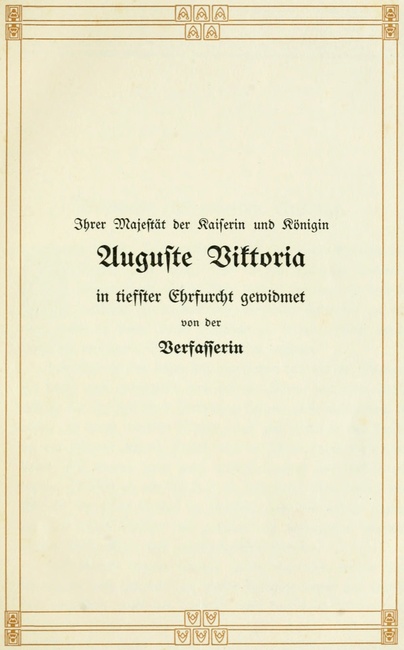 Ihrer Majestät der Kaiserin und Königin
Auguste Viktoria
in tiefster Ehrfurcht gewidmet
von der
Verfasserin